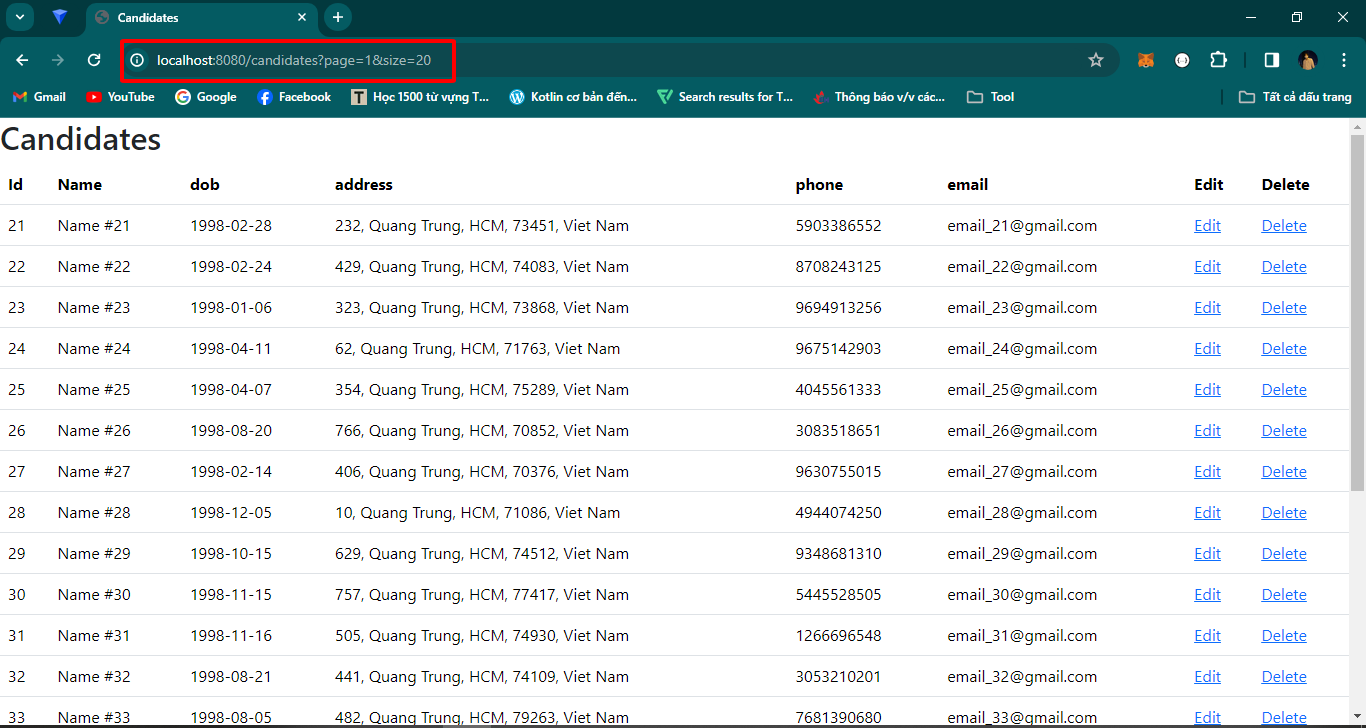 Candidates
localhost:8080/candidates?page=1&size=20
Gmail YouTube Google Facebook Học 1500 từ vựng T... Kotlin cơ bản đến... Search results for T... Thông báo v/v các... Tool Tất cả dấu trang
Candidates
Id Name dob address phone email Edit Delete
21 Name #21 1998-02-28 232, Quang Trung, HCM, 73451, Viet Nam 5903386552 email_21@gmail.com Edit Delete
22 Name #22 1998-02-24 429, Quang Trung, HCM, 74083, Viet Nam 8708243125 email_22@gmail.com Edit Delete
23 Name #23 1998-01-06 323, Quang Trung, HCM, 73868, Viet Nam 9694913256 email_23@gmail.com Edit Delete
24 Name #24 1998-04-11 62, Quang Trung, HCM, 71763, Viet Nam 9675142903 email_24@gmail.com Edit Delete
25 Name #25 1998-04-07 354, Quang Trung, HCM, 75289, Viet Nam 4045561333 email_25@gmail.com Edit Delete
26 Name #26 1998-08-20 766, Quang Trung, HCM, 70852, Viet Nam 3083518651 email_26@gmail.com Edit Delete
27 Name #27 1998-02-14 406, Quang Trung, HCM, 70376, Viet Nam 9630755015 email_27@gmail.com Edit Delete
28 Name #28 1998-12-05 10, Quang Trung, HCM, 71086, Viet Nam 4944074250 email_28@gmail.com Edit Delete
29 Name #29 1998-10-15 629, Quang Trung, HCM, 74512, Viet Nam 9348681310 email_29@gmail.com Edit Delete
30 Name #30 1998-11-15 757, Quang Trung, HCM, 77417, Viet Nam 5445528505 email_30@gmail.com Edit Delete
31 Name #31 1998-11-16 505, Quang Trung, HCM, 74930, Viet Nam 1266696548 email_31@gmail.com Edit Delete
32 Name #32 1998-08-21 441, Quang Trung, HCM, 74109, Viet Nam 3053210201 email_32@gmail.com Edit Delete
33 Name #33 1998-08-05 482, Quang Trung, HCM, 79263, Viet Nam 7681390680 email_33@gmail.com Edit Delete